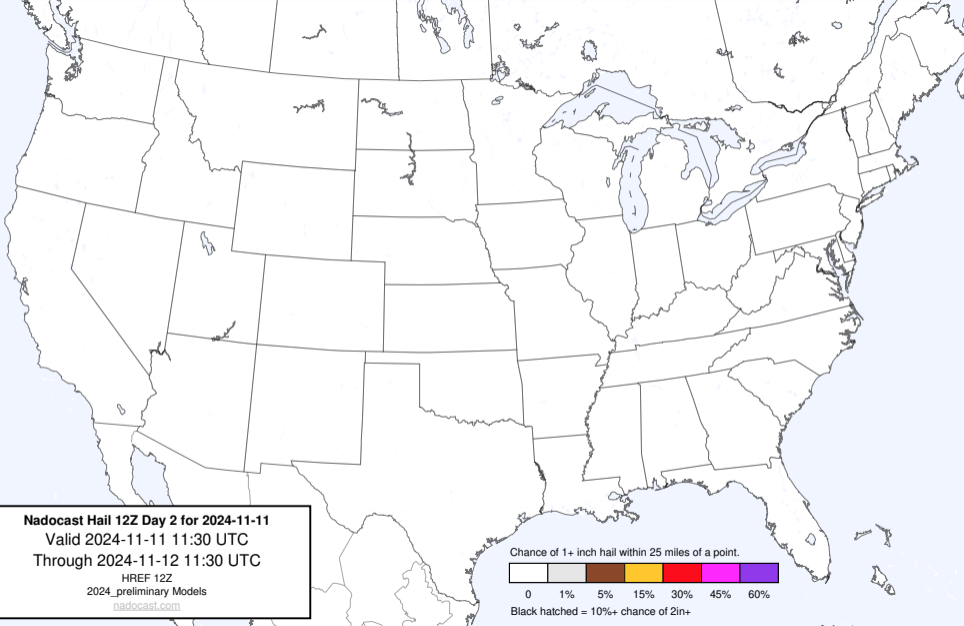 Nadocast Hail 12Z Day 2 for 2024-11-11
Valid 2024-11-11 11:30 UTC
Through 2024-11-12 11:30 UTC
HREF 12Z
2024_preliminary Models
nadocast.com
Chance of 1+ inch hail within 25 miles of a point.
0 1% 5% 15% 30% 45% 60%
Black hatched = 10%+ chance of 2in+